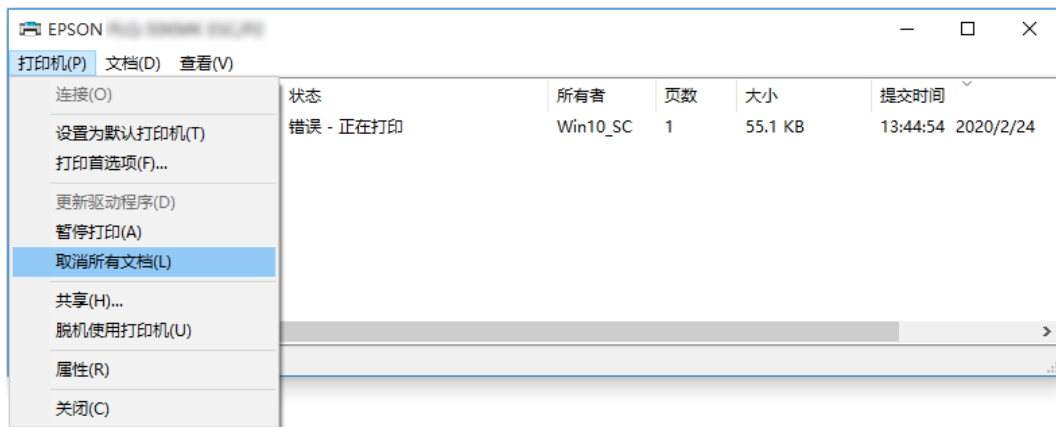 EPSON
打印机(P) 文档(D) 查看(V)
连接(O)
设置为默认打印机(T)
打印首选项(F)...
更新驱动程序(D)
暂停打印(A)
取消所有文档(L)
共享(H)...
脱机使用打印机(U)
属性(R)
关闭(C)
状态 所有者 页数 大小 提交时间
错误 - 正在打印 Win10_SC 1 55.1 KB 13:44:54 2020/2/24